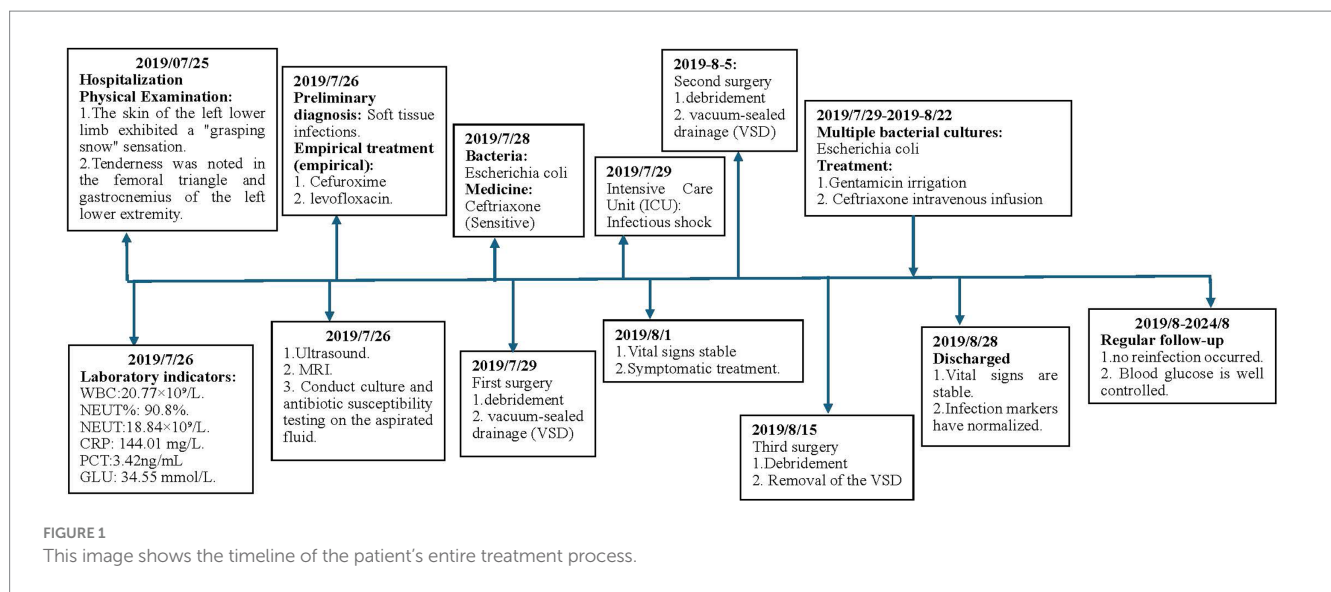 2019/07/25
Hospitalization
Physical Examination:
1.The skin of the left lower
limb exhibited a "grasping
snow" sensation.
2.Tenderness was noted in
the femoral triangle and
gastrocnemius of the left
lower extremity.
2019/7/26
Preliminary
diagnosis: Soft tissue
infections.
Empirical treatment
(empirical):
1. Cefuroxime
2. levofloxacin.
2019/7/28
Bacteria:
Escherichia coli
Medicine:
Ceftriaxone
(Sensitive)
2019/7/29
Intensive Care
Unit (ICU):
Infectious shock
2019-8-5:
Second surgery
1.debridement
2. vacuum-sealed
drainage (VSD)
2019/7/29-2019-8/22
Multiple bacterial cultures:
Escherichia coli
Treatment:
1.Gentamicin irrigation
2. Ceftriaxone intravenous infusion
2019/7/26
Laboratory indicators:
WBC:20.77×10⁹/L.
NEUT%: 90.8%.
NEUT:18.84×10⁹/L.
CRP: 144.01 mg/L.
PCT:3.42ng/mL
GLU: 34.55 mmol/L.
2019/7/26
1.Ultrasound.
2. MRI.
3. Conduct culture and
antibiotic susceptibility
testing on the aspirated
fluid.
2019/7/29
First surgery
1.debridement
2. vacuum-sealed
drainage (VSD)
2019/8/1
1.Vital signs stable
2.Symptomatic treatment.
2019/8/15
Third surgery
1.Debridement
2. Removal of the VSD
2019/8/28
Discharged
1.Vital signs are
stable.
2.Infection markers
have normalized.
2019/8-2024/8
Regular follow-up
1.no reinfection occurred.
2. Blood glucose is well
controlled.
FIGURE 1
This image shows the timeline of the patient's entire treatment process.